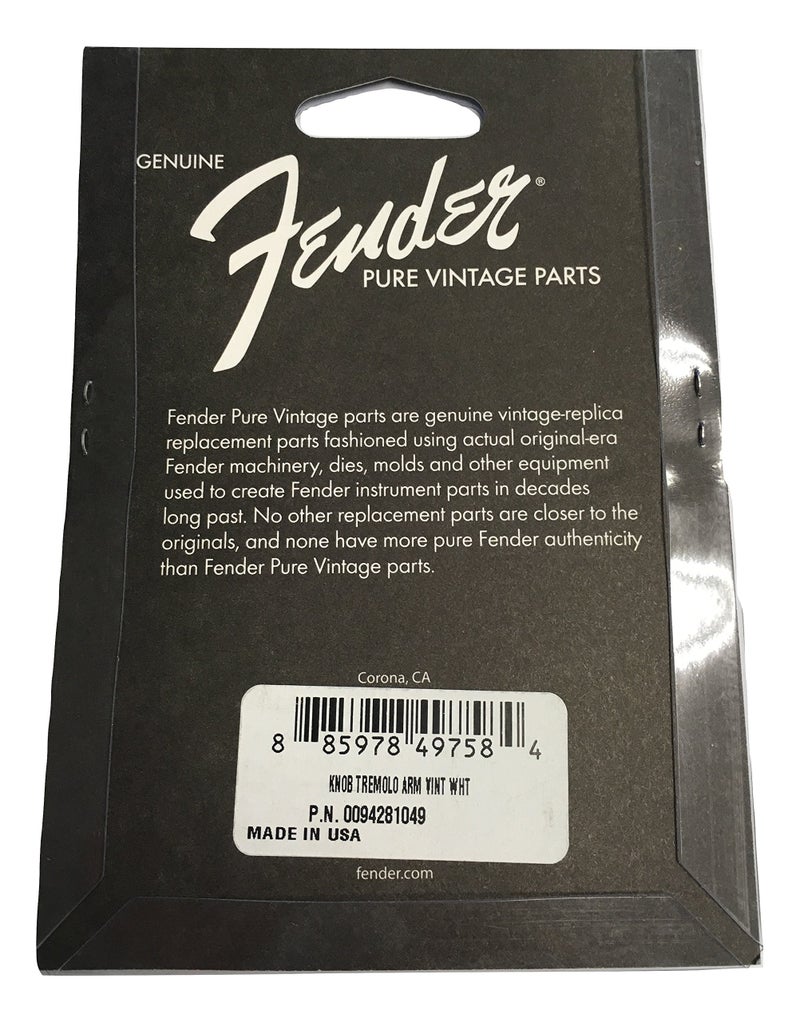 GENUINE
Fender®
PURE VINTAGE PARTS
Fender Pure Vintage parts are genuine vintage-replica
replacement parts fashioned using actual original-era
Fender machinery, dies, molds and other equipment
used to create Fender instrument parts in decades
long past. No other replacement parts are closer to the
originals, and none have more pure Fender authenticity
than Fender Pure Vintage parts.
Corona, CA
8 85978 49758 4
KNOB TREMOLO ARM VINT WHT
P.N. 0094281049
MADE IN USA
fender.com